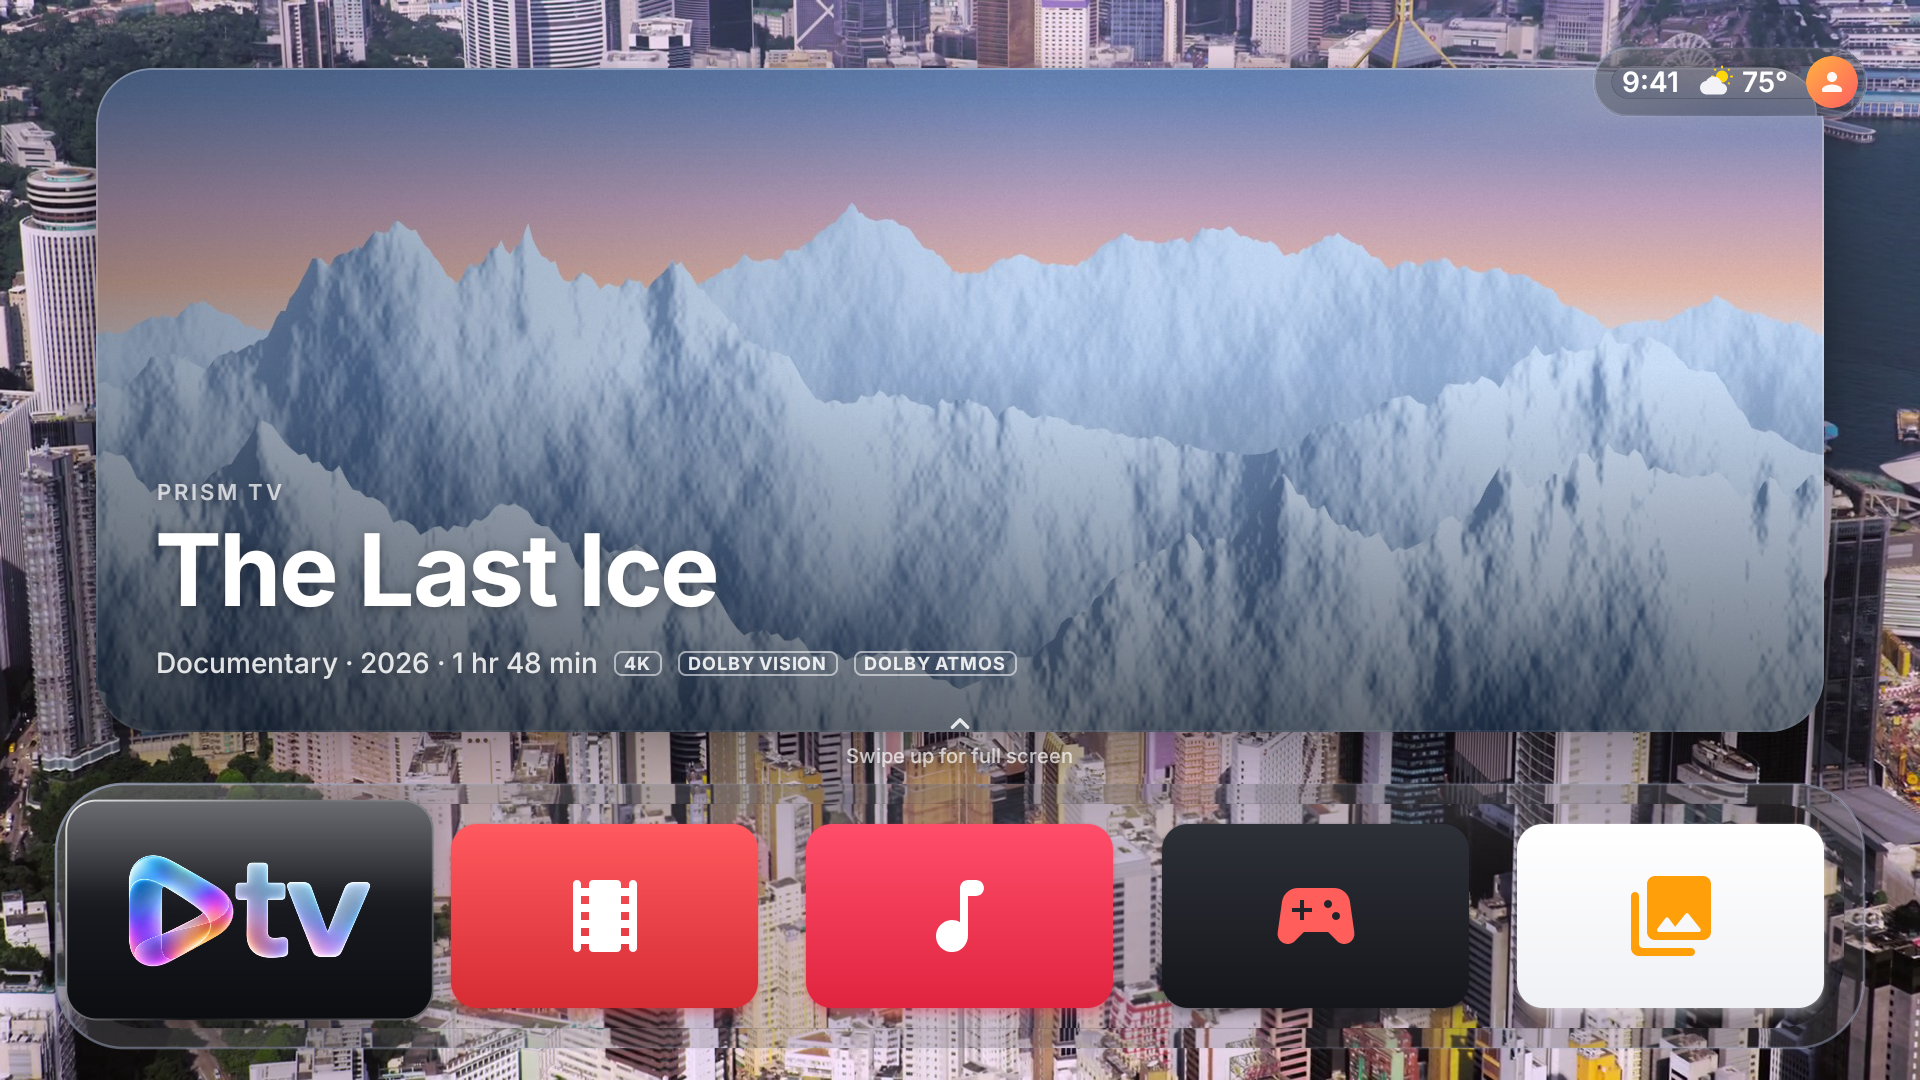 9:41 75°
PRISM TV
The Last Ice
Documentary · 2026 · 1 hr 48 min 4K DOLBY VISION DOLBY ATMOS
Swipe up for full screen
tv